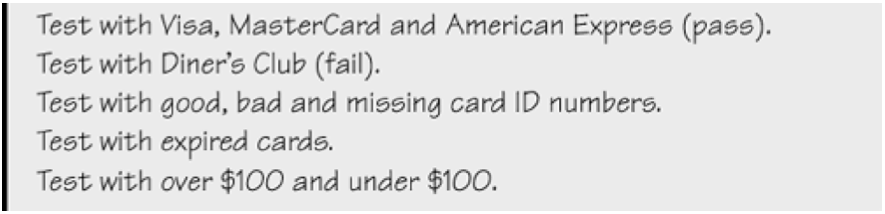 Test with Visa, MasterCard and American Express (pass).
Test with Diner's Club (fail).
Test with good, bad and missing card ID numbers.
Test with expired cards.
Test with over $100 and under $100.